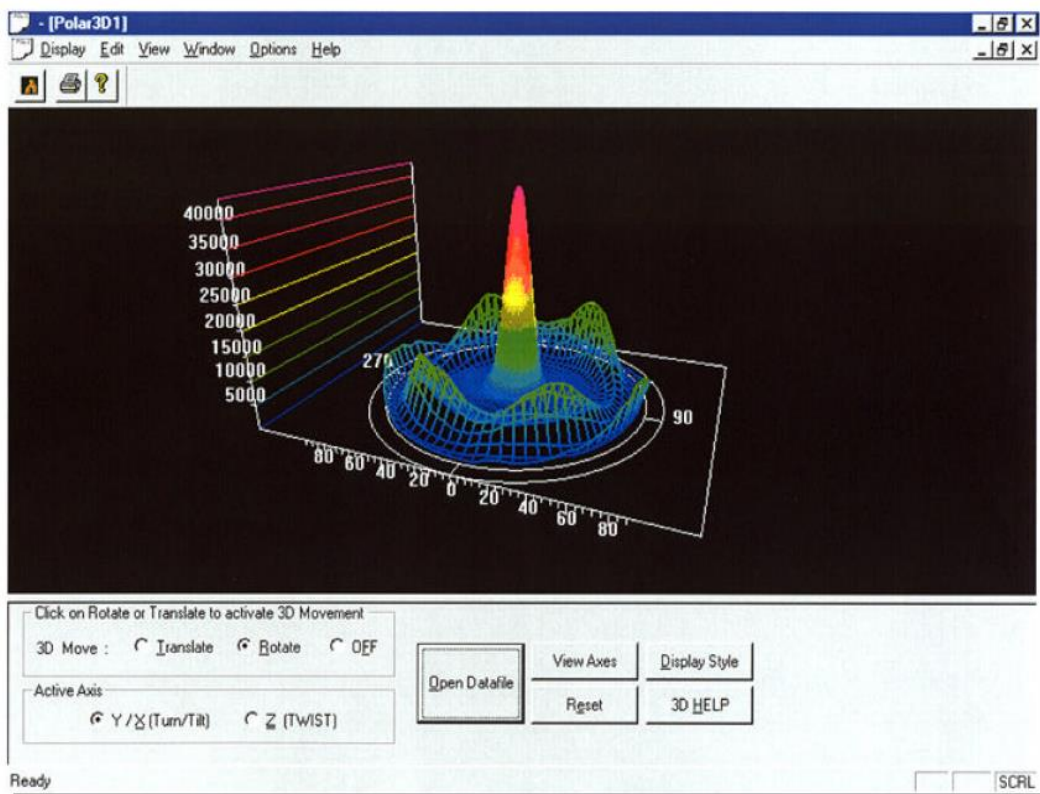 - [Polar3D1]
Display Edit View Window Options Help
40000
35000
30000
25000
20000
15000
10000
5000
270
90
80 60 40 20 0 20 40 60 80
Click on Rotate or Translate to activate 3D Movement
3D Move : Translate Rotate OFF
Active Axis
Y / X (Turn/Tilt) Z (TWIST)
Open Datafile
View Axes
Display Style
Reset
3D HELP
Ready
SCRL